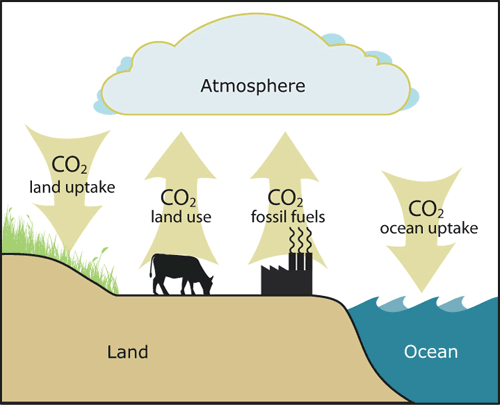 Atmosphere
CO₂
land uptake
CO₂
land use
CO₂
fossil fuels
CO₂
ocean uptake
Land
Ocean